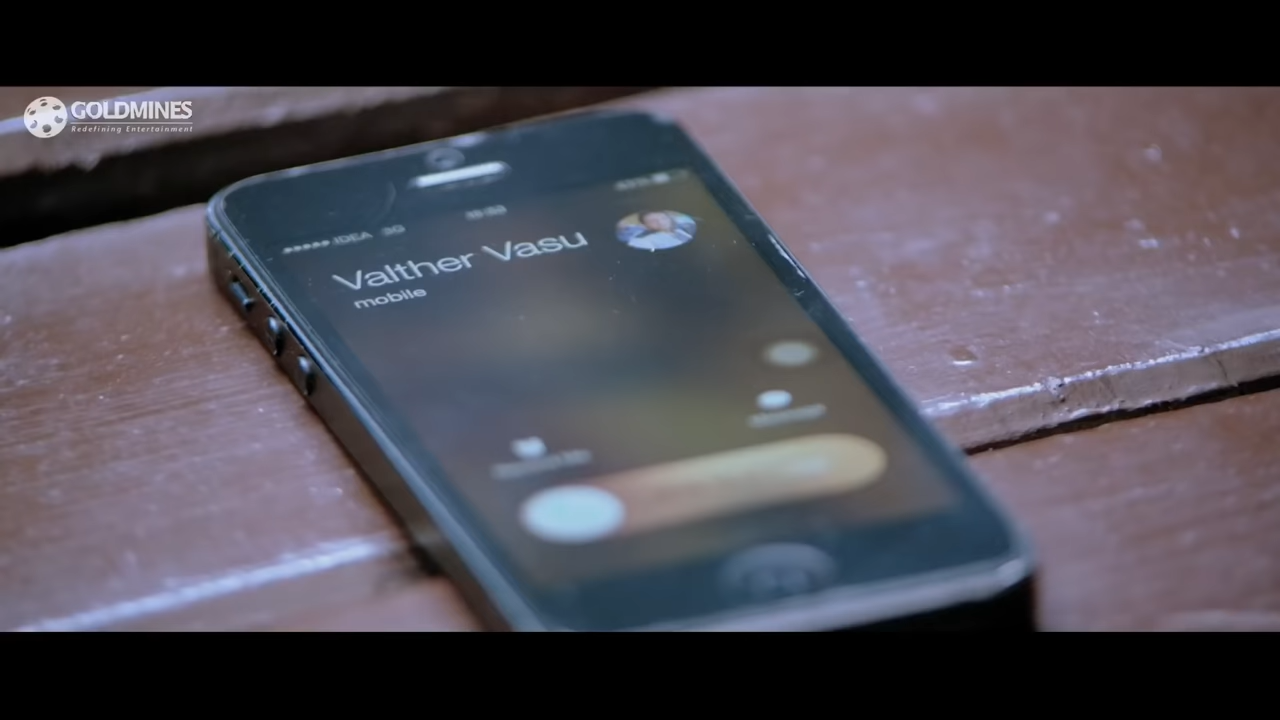 GOLDMINES
Redefining Entertainment
IDEA 3G
Valther Vasu
mobile